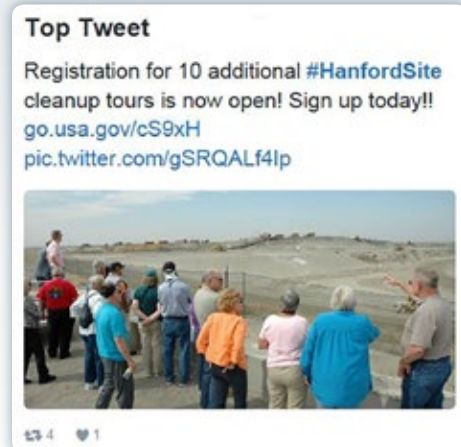 Top Tweet
Registration for 10 additional #HanfordSite
cleanup tours is now open! Sign up today!!
go.usa.gov/cS9xH
pic.twitter.com/gSRQALf4Ip
4 1